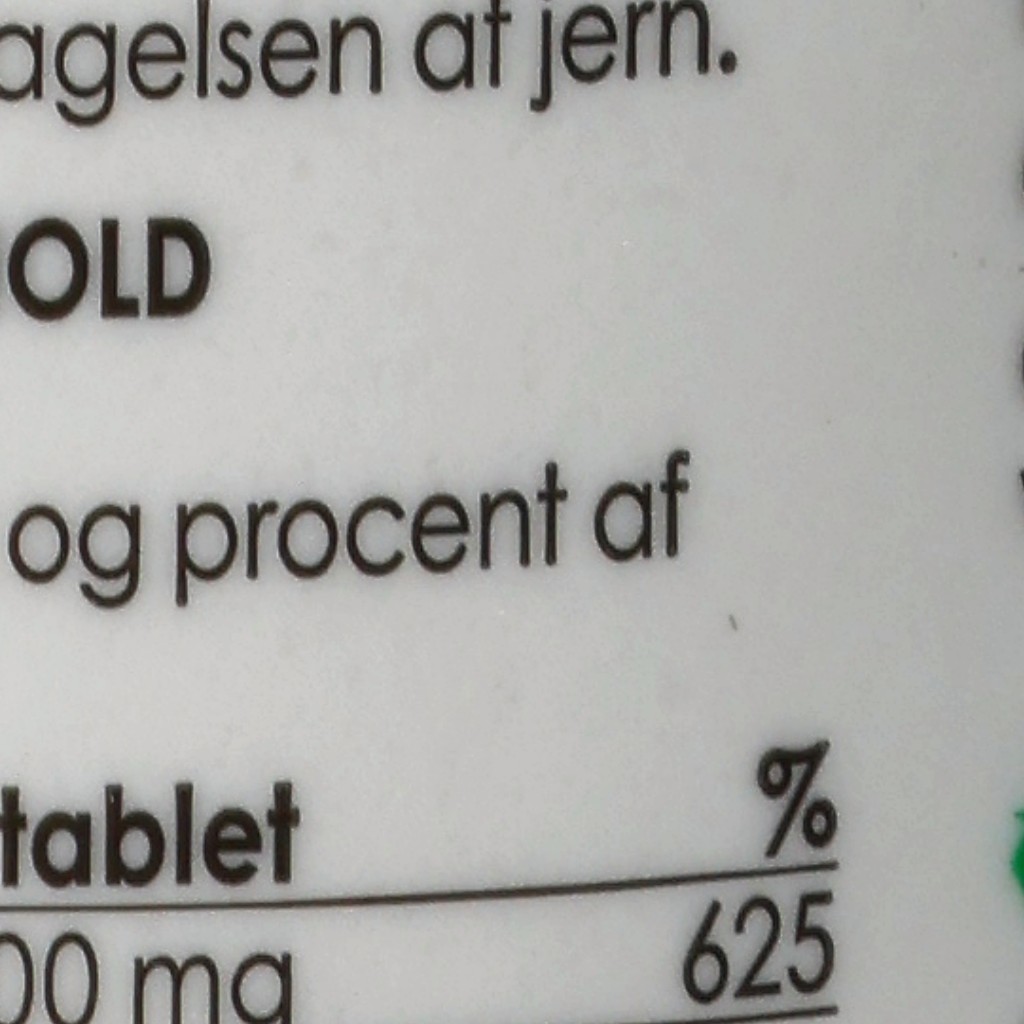 agelsen af jern.
OLD
og procent af
tablet %
00 mg 625